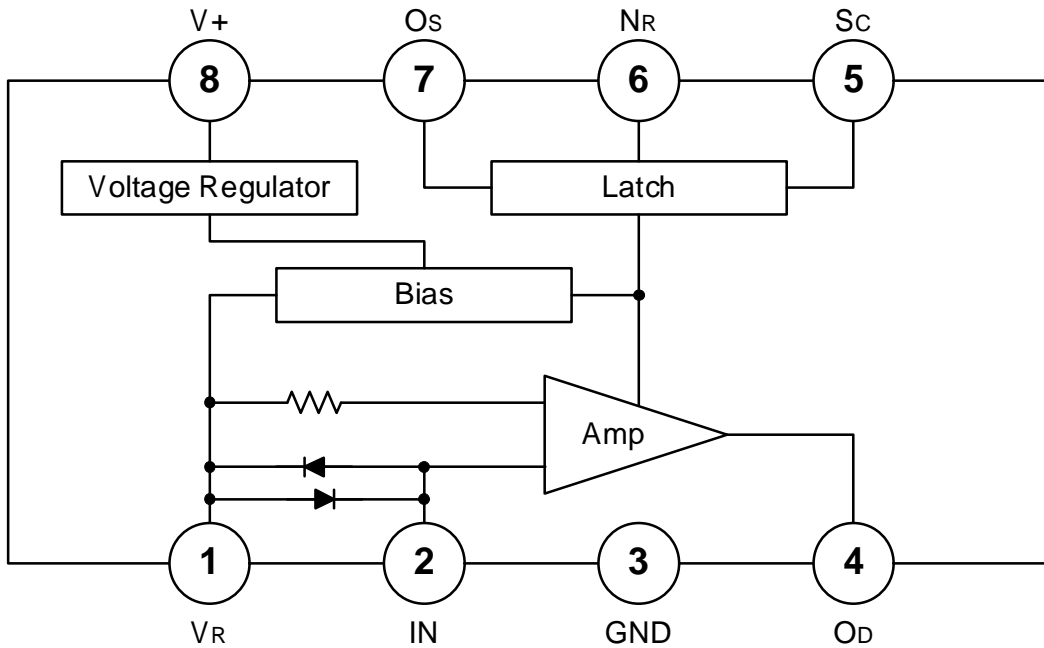 V+ OS NR SC
8 7 6 5
Voltage Regulator Latch
Bias
Amp
1 2 3 4
VR IN GND OD